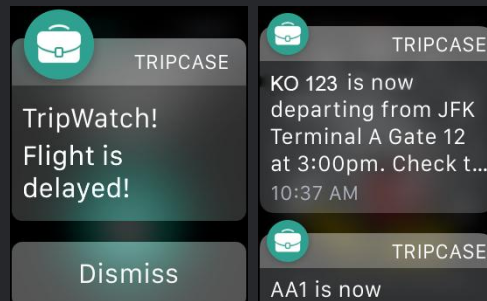 TRIPCASE
TripWatch!
Flight is
delayed!
Dismiss
TRIPCASE
KO 123 is now
departing from JFK
Terminal A Gate 12
at 3:00pm. Check t...
10:37 AM
TRIPCASE
AA1 is now